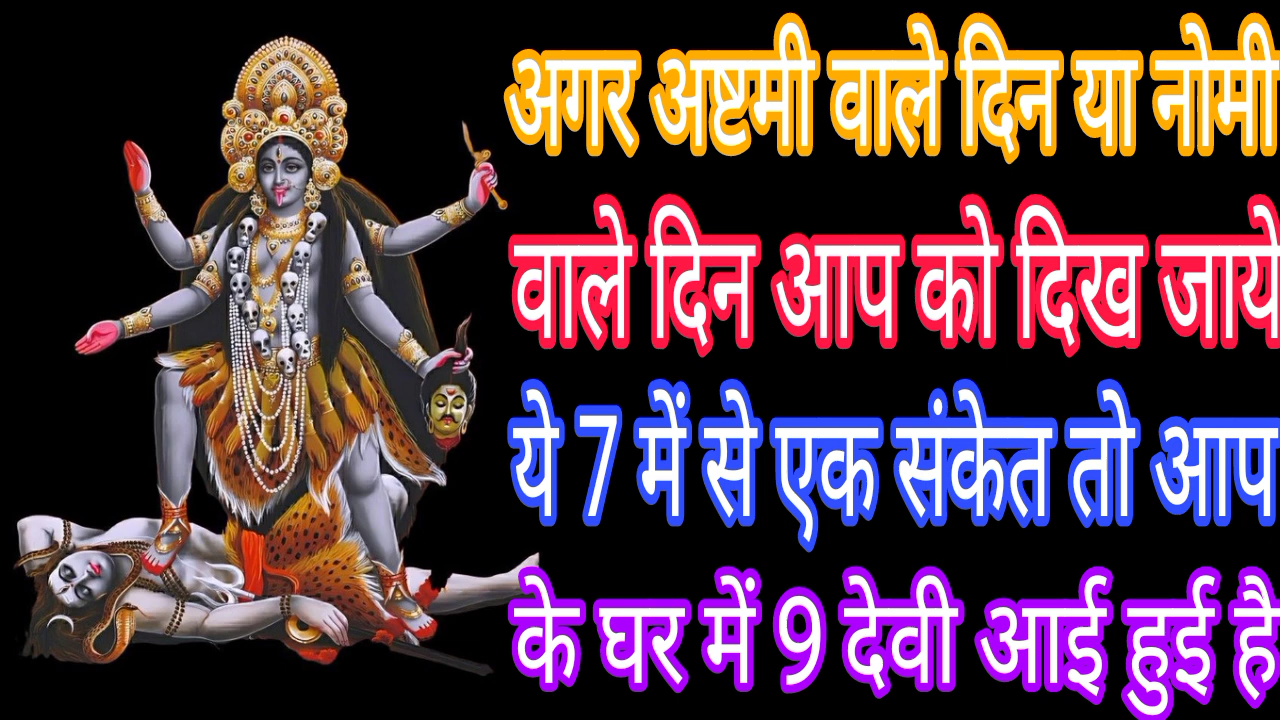 अगर अष्टमी वाले दिन या नोमी
वाले दिन आप को दिख जाये
ये 7 में से एक संकेत तो आप
के घर में 9 देवी आई हुई है